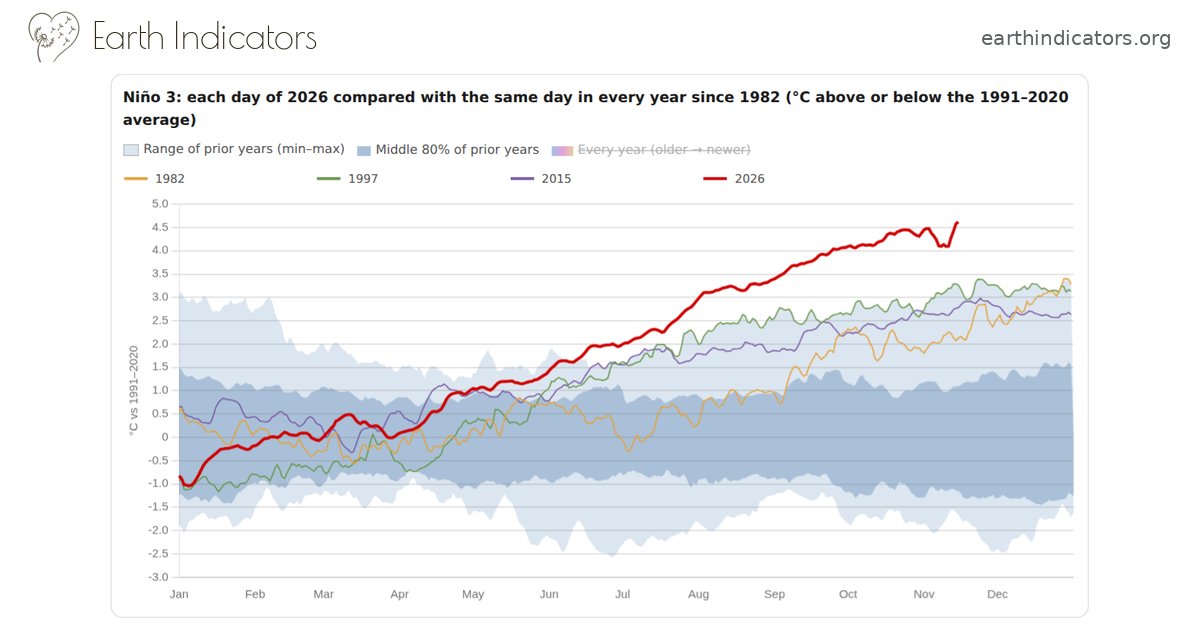 Earth Indicators
earthindicators.org
Niño 3: each day of 2026 compared with the same day in every year since 1982 (°C above or below the 1991–2020
average)
Range of prior years (min–max) Middle 80% of prior years Every year (older → newer)
1982 1997 2015 2026
5.0
4.5
4.0
3.5
3.0
2.5
2.0
1.5
1.0
0.5
0
-0.5
-1.0
-1.5
-2.0
-2.5
-3.0
°C vs 1991–2020
Jan Feb Mar Apr May Jun Jul Aug Sep Oct Nov Dec